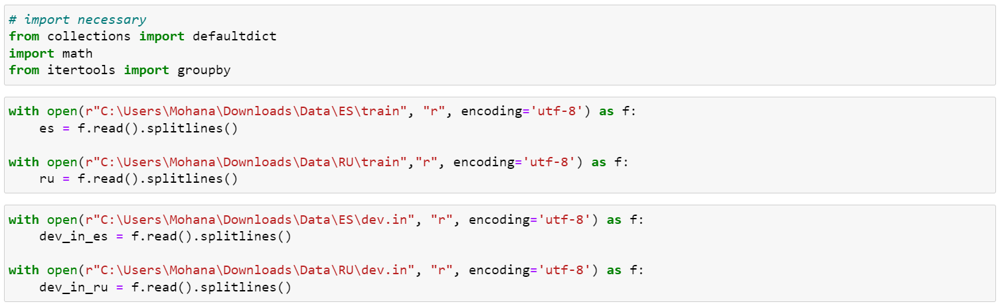 # import necessary
from collections import defaultdict
import math
from itertools import groupby
with open(r"C:\Users\Mohana\Downloads\Data\ES\train", "r", encoding='utf-8') as f:
    es = f.read().splitlines()
with open(r"C:\Users\Mohana\Downloads\Data\RU\train","r", encoding='utf-8') as f:
    ru = f.read().splitlines()
with open(r"C:\Users\Mohana\Downloads\Data\ES\dev.in", "r", encoding='utf-8') as f:
    dev_in_es = f.read().splitlines()
with open(r"C:\Users\Mohana\Downloads\Data\RU\dev.in", "r", encoding='utf-8') as f:
    dev_in_ru = f.read().splitlines()